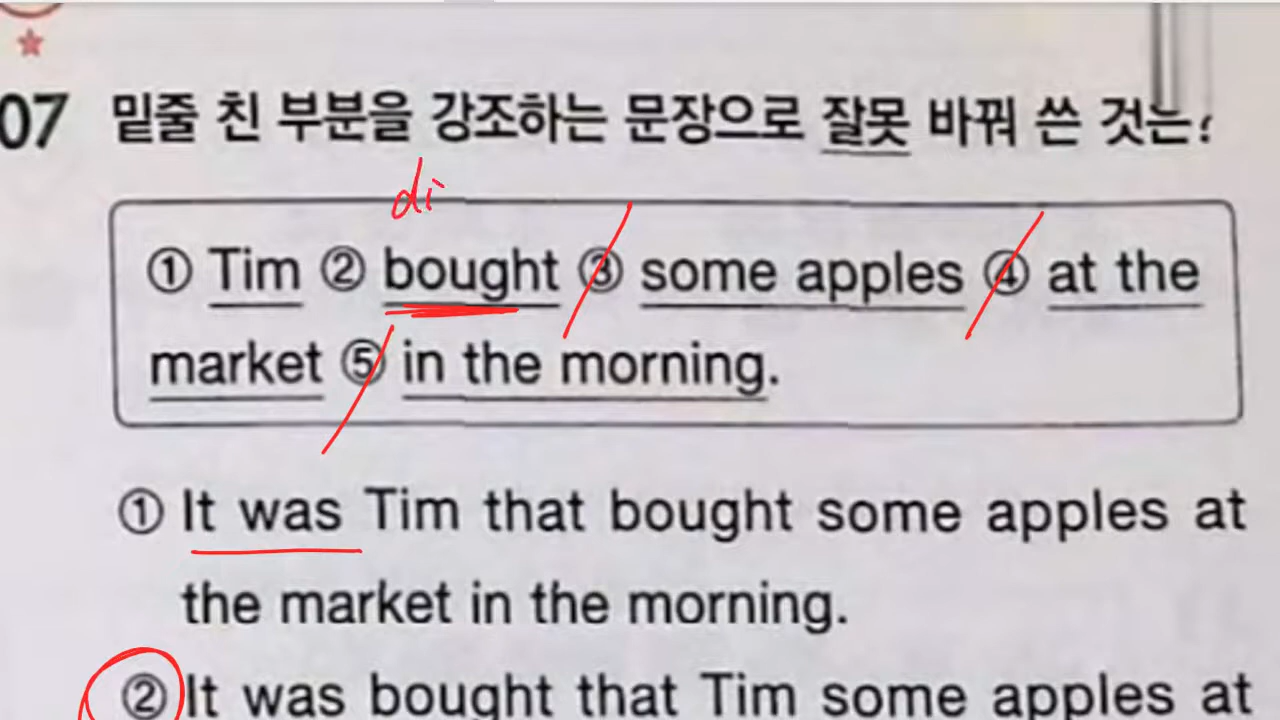 07 밑줄 친 부분을 강조하는 문장으로 잘못 바꿔 쓴 것은?
di
① Tim ② bought ③ some apples ④ at the
market ⑤ in the morning.
① It was Tim that bought some apples at
the market in the morning.
② It was bought that Tim some apples at